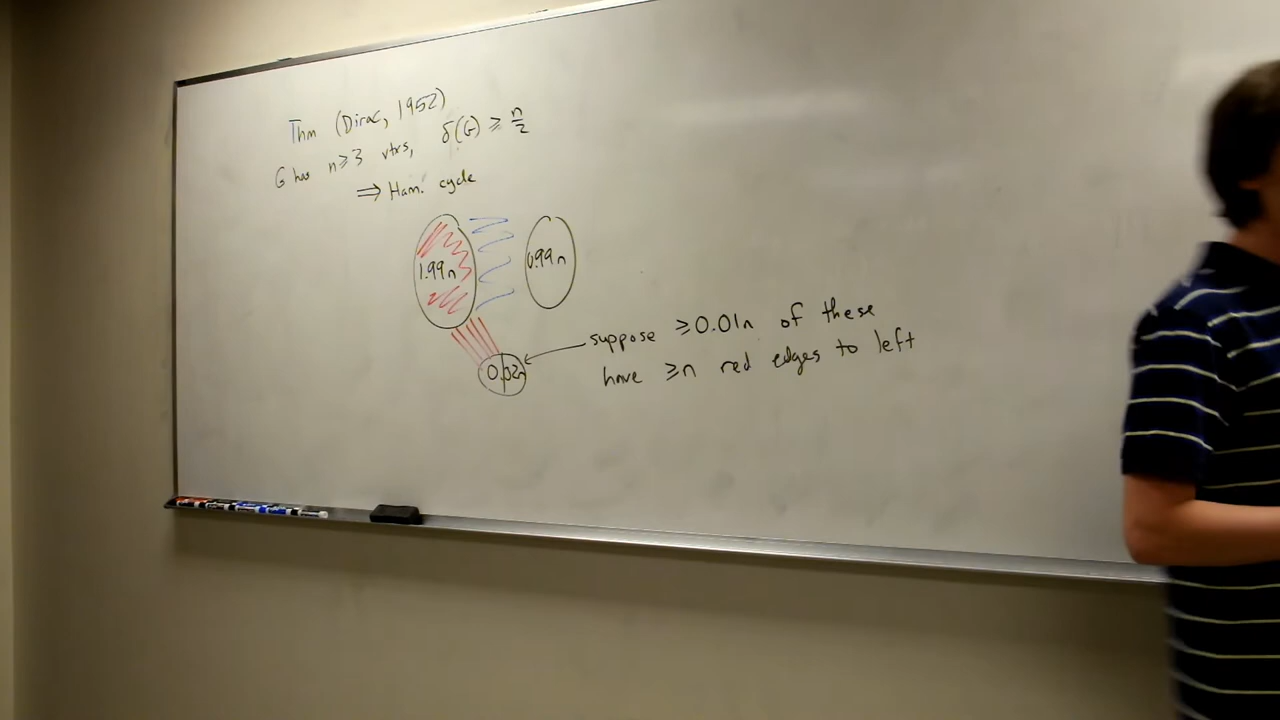 Thm (Dirac, 1952)
G has n≥3 vtxs, δ(G) ≥ n/2
⇒ Ham. cycle
1.99n
0.99n
0.02n
suppose ≥0.01n of these
have ≥n red edges to left